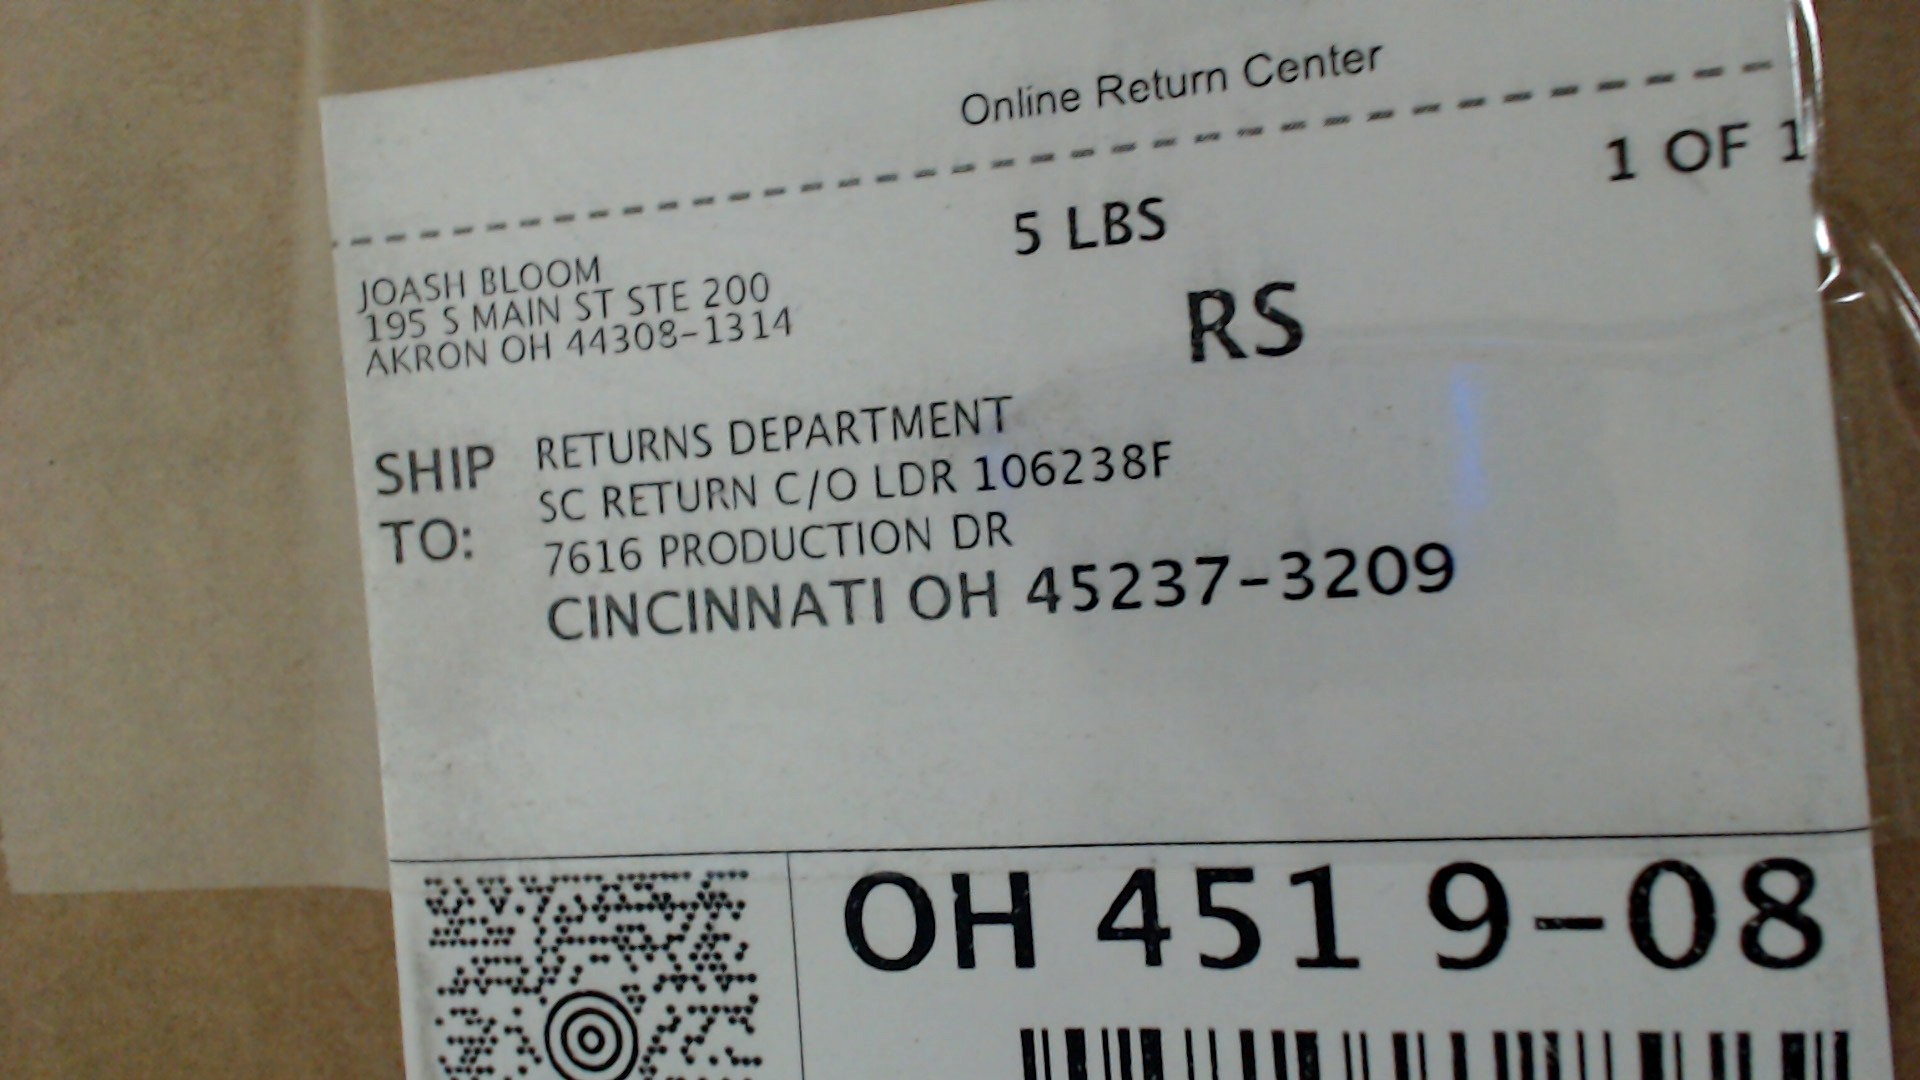 Online Return Center
1 OF 1
5 LBS
RS
JOASH BLOOM
195 S MAIN ST STE 200
AKRON OH 44308-1314
SHIP TO:
RETURNS DEPARTMENT
SC RETURN C/O LDR 106238F
7616 PRODUCTION DR
CINCINNATI OH 45237-3209
OH 451 9-08